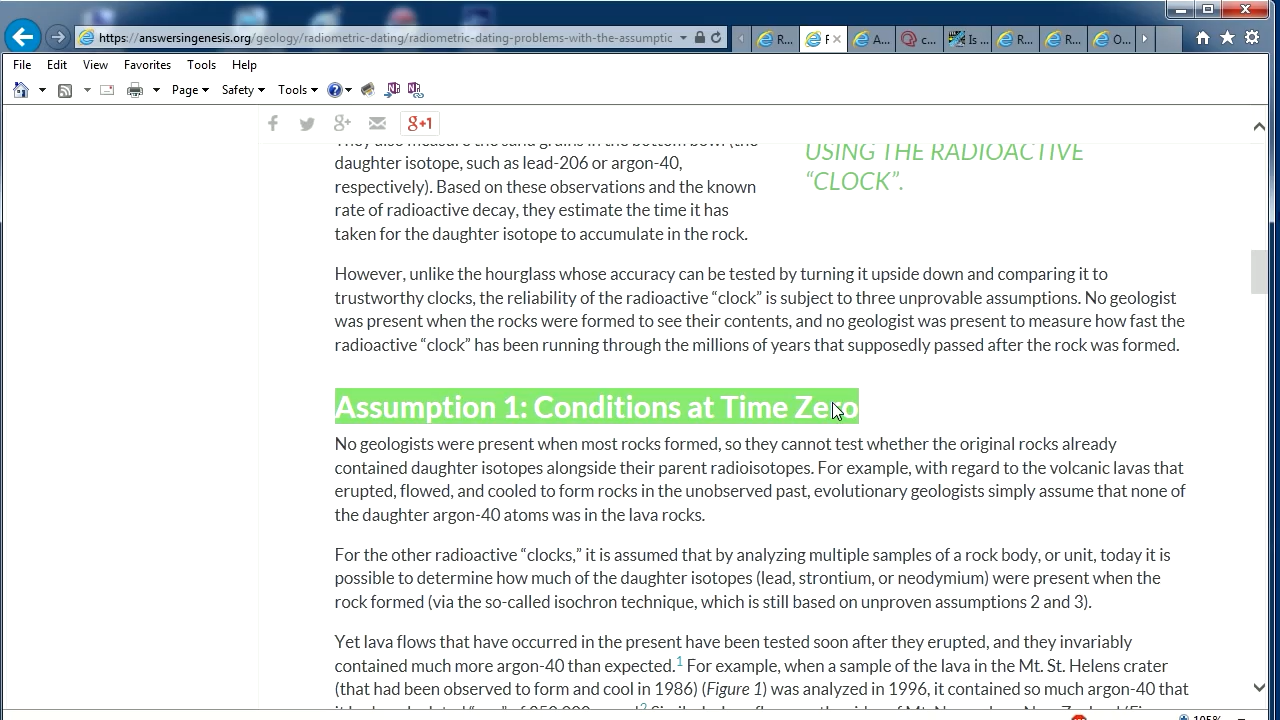 https://answersingenesis.org/geology/radiometric-dating/radiometric-dating-problems-with-the-assumptic
R...
F
A...
c...
Is ...
R...
R...
O...
File Edit View Favorites Tools Help
Page Safety Tools
g+1
They also measure the sand grains in the bottom bowl (the
daughter isotope, such as lead-206 or argon-40,
respectively). Based on these observations and the known
rate of radioactive decay, they estimate the time it has
taken for the daughter isotope to accumulate in the rock.
USING THE RADIOACTIVE
“CLOCK”.
However, unlike the hourglass whose accuracy can be tested by turning it upside down and comparing it to
trustworthy clocks, the reliability of the radioactive “clock” is subject to three unprovable assumptions. No geologist
was present when the rocks were formed to see their contents, and no geologist was present to measure how fast the
radioactive “clock” has been running through the millions of years that supposedly passed after the rock was formed.
Assumption 1: Conditions at Time Zero
No geologists were present when most rocks formed, so they cannot test whether the original rocks already
contained daughter isotopes alongside their parent radioisotopes. For example, with regard to the volcanic lavas that
erupted, flowed, and cooled to form rocks in the unobserved past, evolutionary geologists simply assume that none of
the daughter argon-40 atoms was in the lava rocks.
For the other radioactive “clocks,” it is assumed that by analyzing multiple samples of a rock body, or unit, today it is
possible to determine how much of the daughter isotopes (lead, strontium, or neodymium) were present when the
rock formed (via the so-called isochron technique, which is still based on unproven assumptions 2 and 3).
Yet lava flows that have occurred in the present have been tested soon after they erupted, and they invariably
contained much more argon-40 than expected.1 For example, when a sample of the lava in the Mt. St. Helens crater
(that had been observed to form and cool in 1986) (Figure 1) was analyzed in 1996, it contained so much argon-40 that